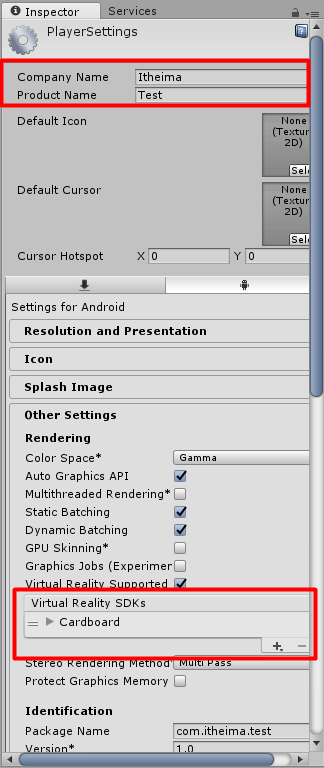 Inspector Services
PlayerSettings
Company Name Itheima
Product Name Test
Default Icon
None
(Textur
2D)
Sele
Default Cursor
None
(Textur
2D)
Sele
Cursor Hotspot X 0 Y 0
Settings for Android
Resolution and Presentation
Icon
Splash Image
Other Settings
Rendering
Color Space* Gamma
Auto Graphics API
Multithreaded Rendering*
Static Batching
Dynamic Batching
GPU Skinning*
Graphics Jobs (Experimer
Virtual Reality Supported
Virtual Reality SDKs
Cardboard
Stereo Rendering Method Multi Pass
Protect Graphics Memory
Identification
Package Name com.itheima.test
Version* 1.0